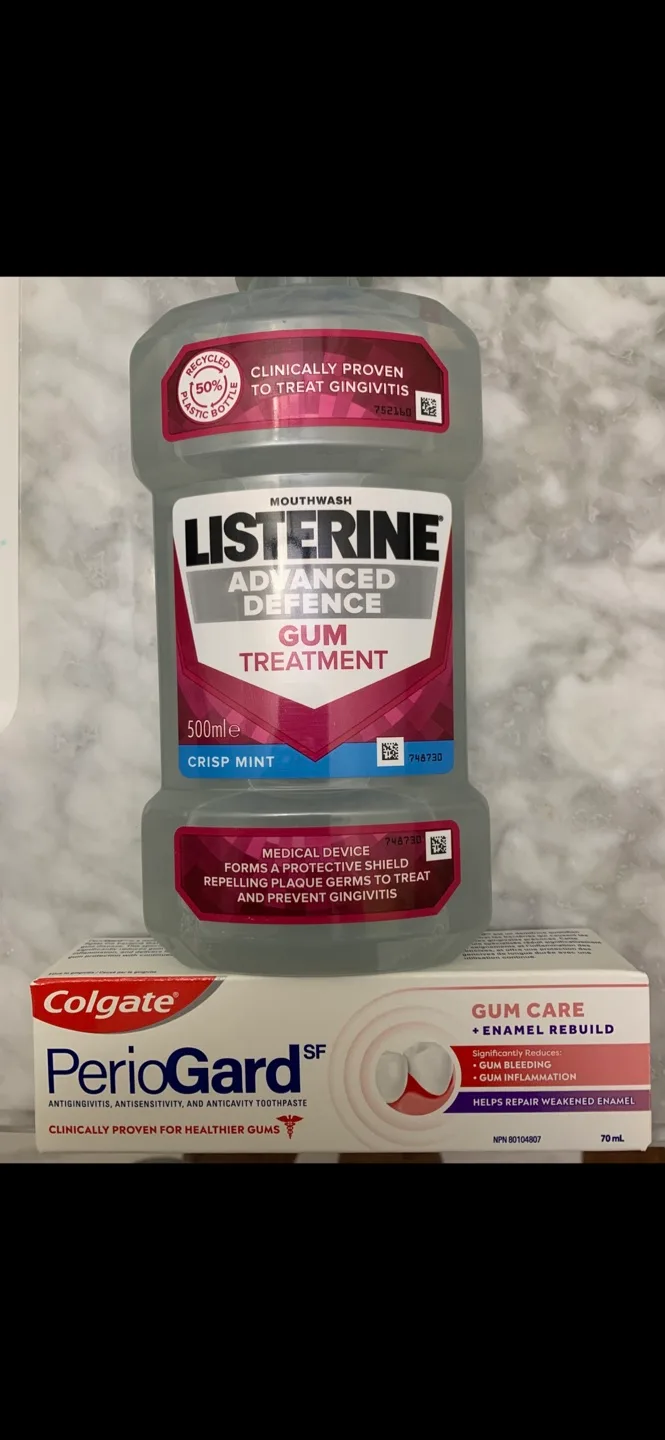 RECYCLED
50%
PLASTIC BOTTLE
CLINICALLY PROVEN
TO TREAT GINGIVITIS
752160
MOUTHWASH
LISTERINE®
ADVANCED
DEFENCE
GUM
TREATMENT
500ml e
CRISP MINT
748730
748730
MEDICAL DEVICE
FORMS A PROTECTIVE SHIELD
REPELLING PLAQUE GERMS TO TREAT
AND PREVENT GINGIVITIS
Colgate®
PerioGard SF
ANTIGINGIVITIS, ANTISENSITIVITY, AND ANTICAVITY TOOTHPASTE
CLINICALLY PROVEN FOR HEALTHIER GUMS
GUM CARE
+ ENAMEL REBUILD
Significantly Reduces:
• GUM BLEEDING
• GUM INFLAMMATION
HELPS REPAIR WEAKENED ENAMEL
NPN 80104807
70 mL